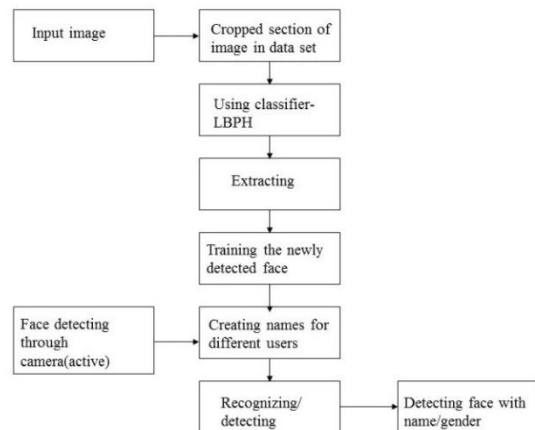 Input image
Cropped section of
image in data set
Using classifier-
LBPH
Extracting
Training the newly
detected face
Face detecting
through
camera(active)
Creating names for
different users
Recognizing/
detecting
Detecting face with
name/gender